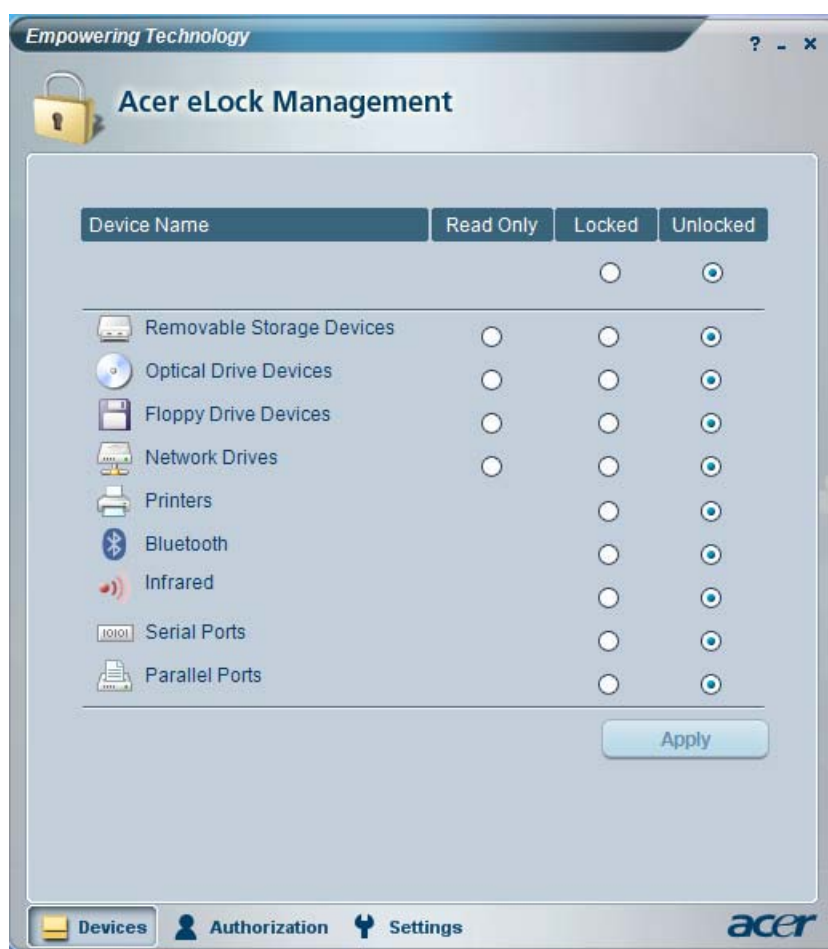 Empowering Technology
? - ×
Acer eLock Management
Device Name Read Only Locked Unlocked
Removable Storage Devices
Optical Drive Devices
Floppy Drive Devices
Network Drives
Printers
Bluetooth
Infrared
10101 Serial Ports
Parallel Ports
Apply
Devices Authorization Settings acer